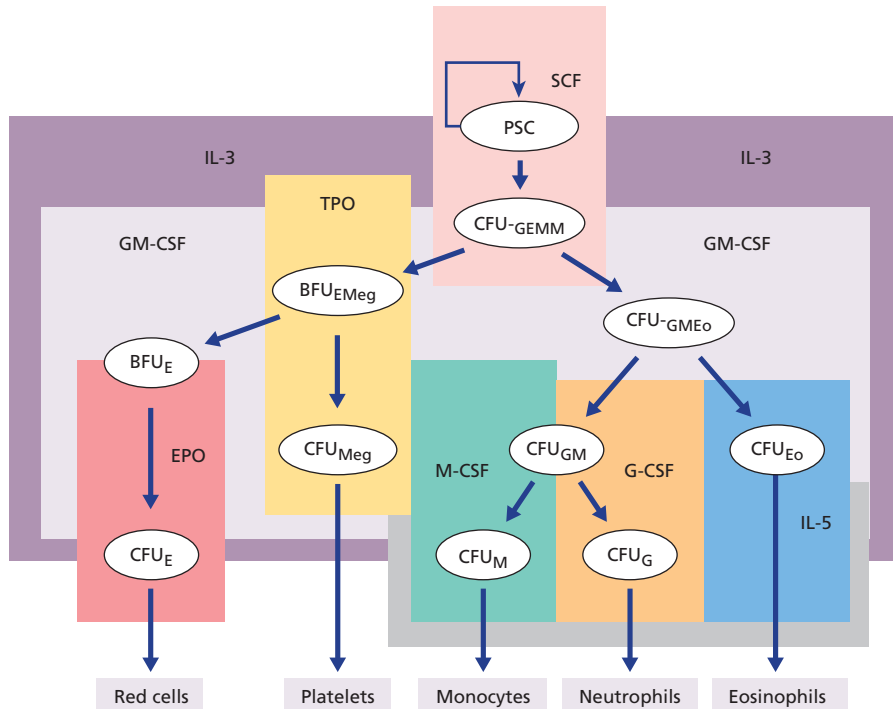 SCF
PSC
IL-3
IL-3
TPO
CFU-GEMM
GM-CSF
GM-CSF
BFUEMeg
CFU-GMEo
BFUE
EPO
CFUMeg
M-CSF
CFUGM
G-CSF
CFUEo
IL-5
CFUE
CFUM
CFUG
Red cells
Platelets
Monocytes
Neutrophils
Eosinophils